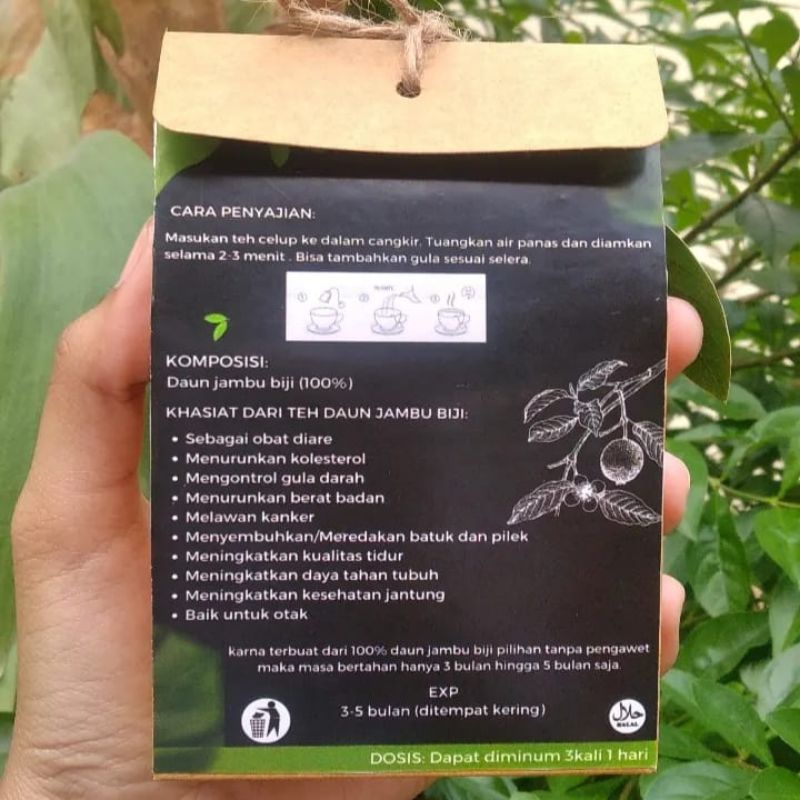 CARA PENYAJIAN:
Masukan teh celup ke dalam cangkir. Tuangkan air panas dan diamkan
selama 2-3 menit . Bisa tambahkan gula sesuai selera.
① ② ③
KOMPOSISI:
Daun jambu biji (100%)
KHASIAT DARI TEH DAUN JAMBU BIJI:
• Sebagai obat diare
• Menurunkan kolesterol
• Mengontrol gula darah
• Menurunkan berat badan
• Melawan kanker
• Menyembuhkan/Meredakan batuk dan pilek
• Meningkatkan kualitas tidur
• Meningkatkan daya tahan tubuh
• Meningkatkan kesehatan jantung
• Baik untuk otak
karna terbuat dari 100% daun jambu biji pilihan tanpa pengawet
maka masa bertahan hanya 3 bulan hingga 5 bulan saja.
EXP
3-5 bulan (ditempat kering)
حلال
HALAL
DOSIS: Dapat diminum 3kali 1 hari